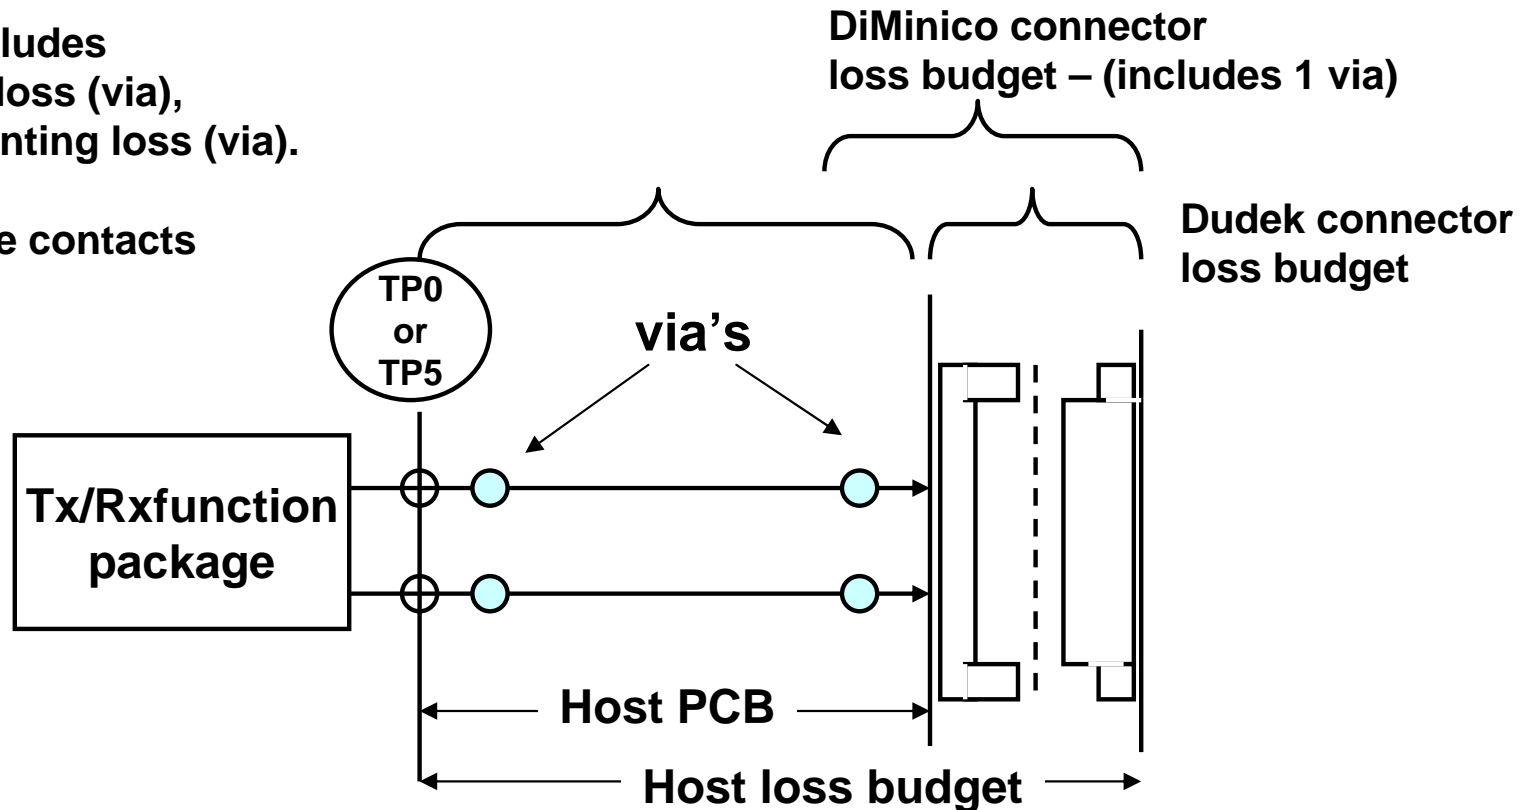 ludes
loss (via),
nting loss (via).
e contacts
DiMinico connector
loss budget – (includes 1 via)
Dudek connector
loss budget
TP0
or
TP5
via’s
Tx/Rxfunction
package
Host PCB
Host loss budget